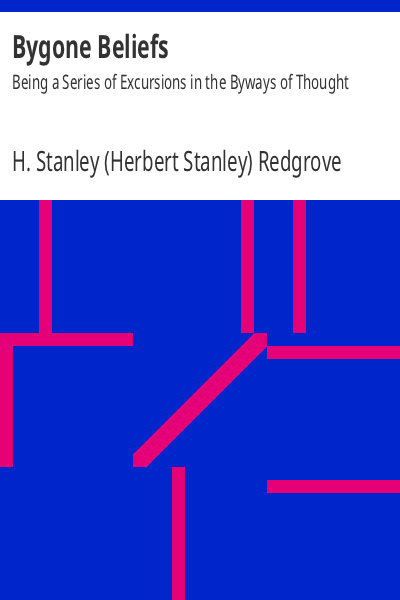 Bygone Beliefs
Being a Series of Excursions in the Byways of Thought
H. Stanley (Herbert Stanley) Redgrove